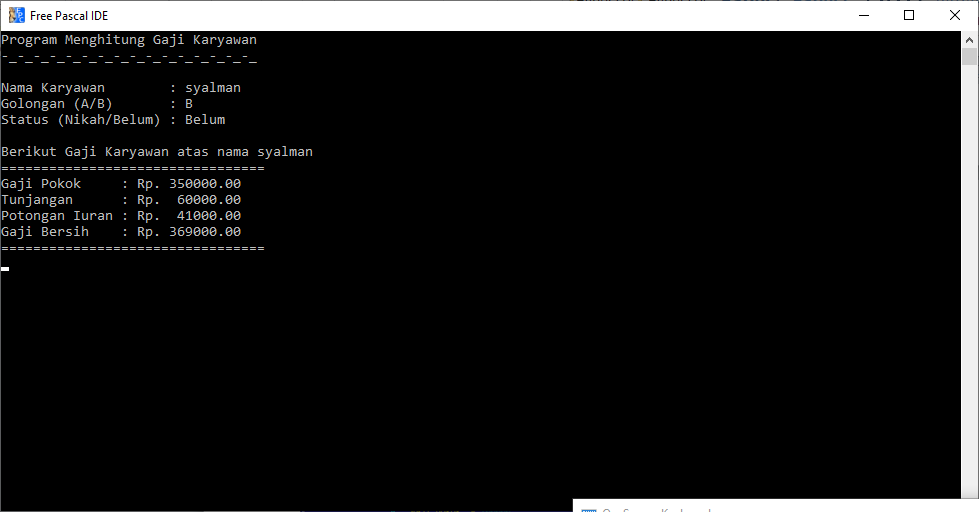 Free Pascal IDE
Program Menghitung Gaji Karyawan
-_-_-_-_-_-_-_-_-_-_-_-_-_-_-_-_
Nama Karyawan        : syalman
Golongan (A/B)       : B
Status (Nikah/Belum) : Belum
Berikut Gaji Karyawan atas nama syalman
=================================
Gaji Pokok     : Rp. 350000.00
Tunjangan      : Rp.  60000.00
Potongan Iuran : Rp.  41000.00
Gaji Bersih    : Rp. 369000.00
=================================